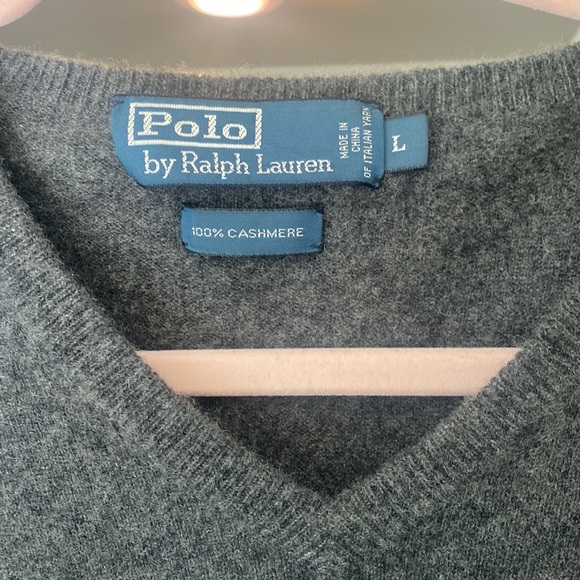 Polo
by Ralph Lauren
MADE IN
CHINA
OF ITALIAN YARN
L
100% CASHMERE